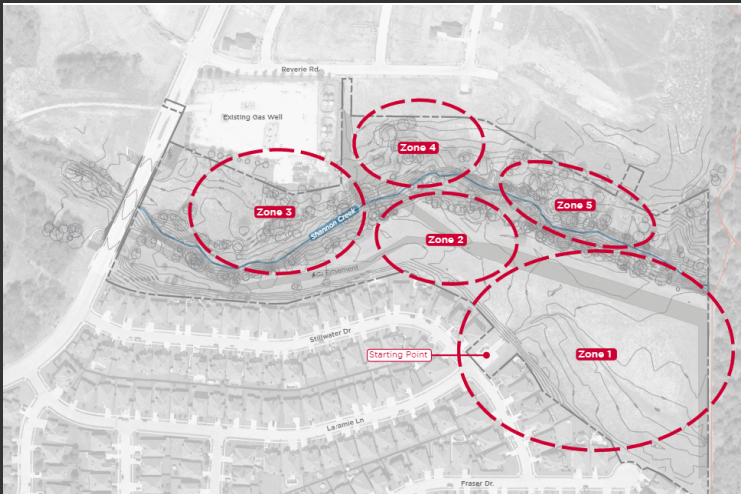 Reverie Rd.
Existing Gas Well
Zone 4
Zone 5
Zone 3
Shannon Creek
Zone 2
Easement
Stillwater Dr
Starting Point
Zone 1
Laramie Ln
Fraser Dr.